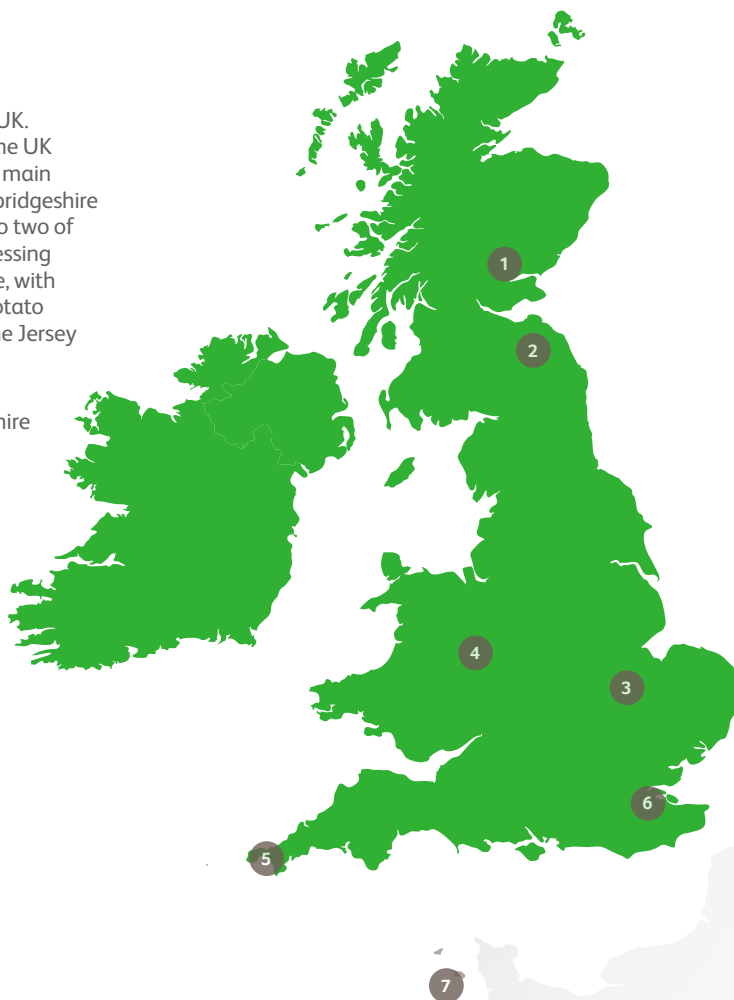 UK.
he UK
main
bridgeshire
o two of
essing
e, with
otato
ne Jersey
hire
1
2
4
3
6
5
7